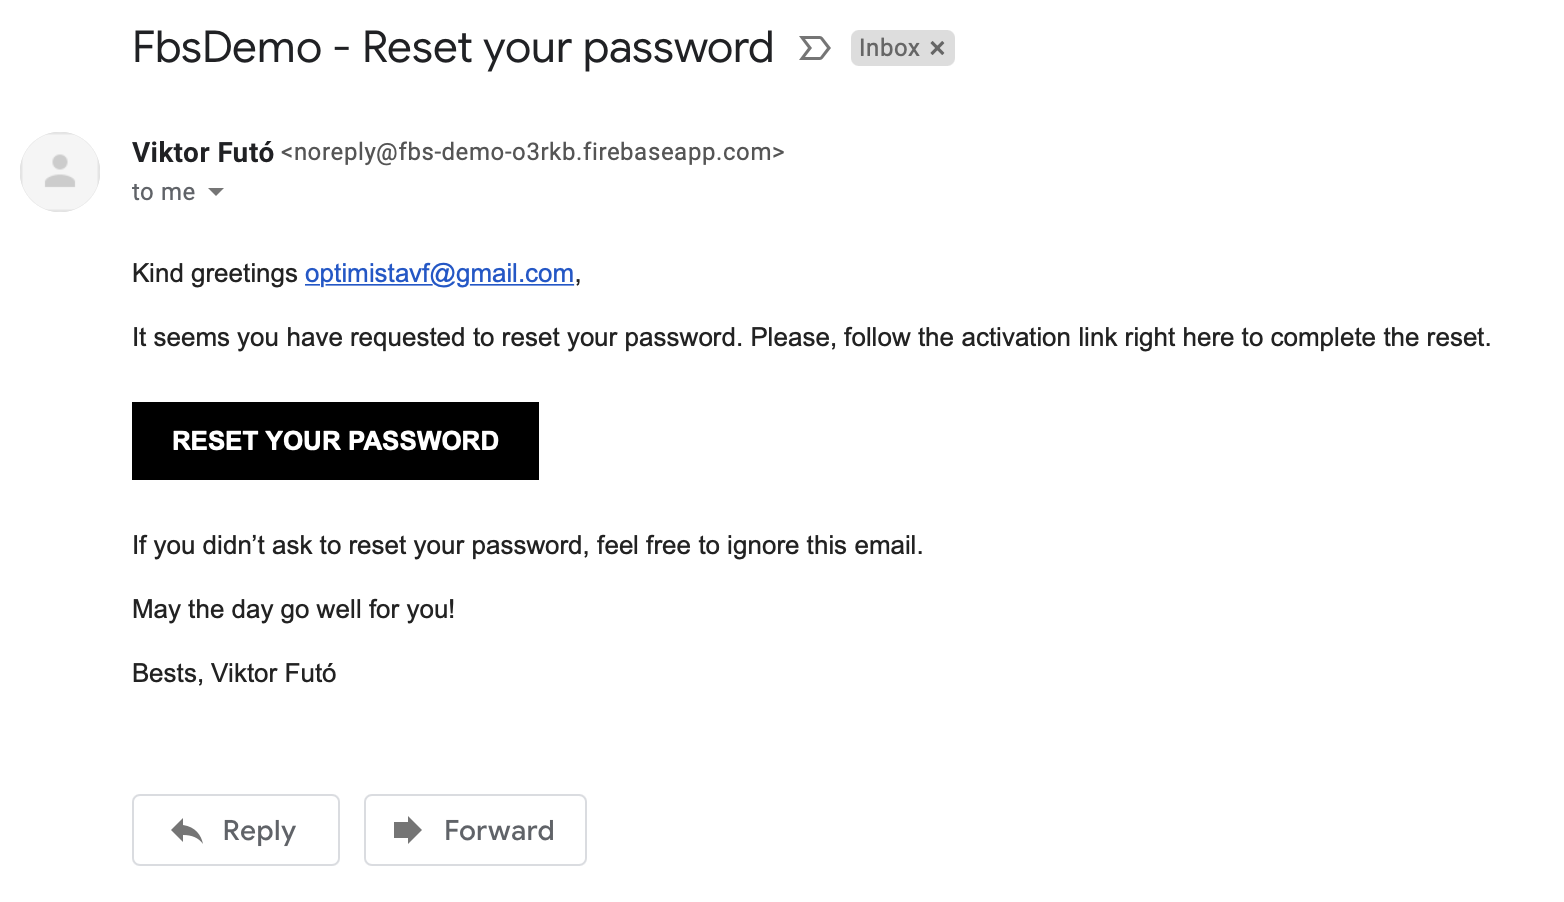 FbsDemo - Reset your password
Inbox ×
Viktor Futó <noreply@fbs-demo-o3rkb.firebaseapp.com>
to me
Kind greetings optimistavf@gmail.com,
It seems you have requested to reset your password. Please, follow the activation link right here to complete the reset.
RESET YOUR PASSWORD
If you didn’t ask to reset your password, feel free to ignore this email.
May the day go well for you!
Bests, Viktor Futó
Reply
Forward